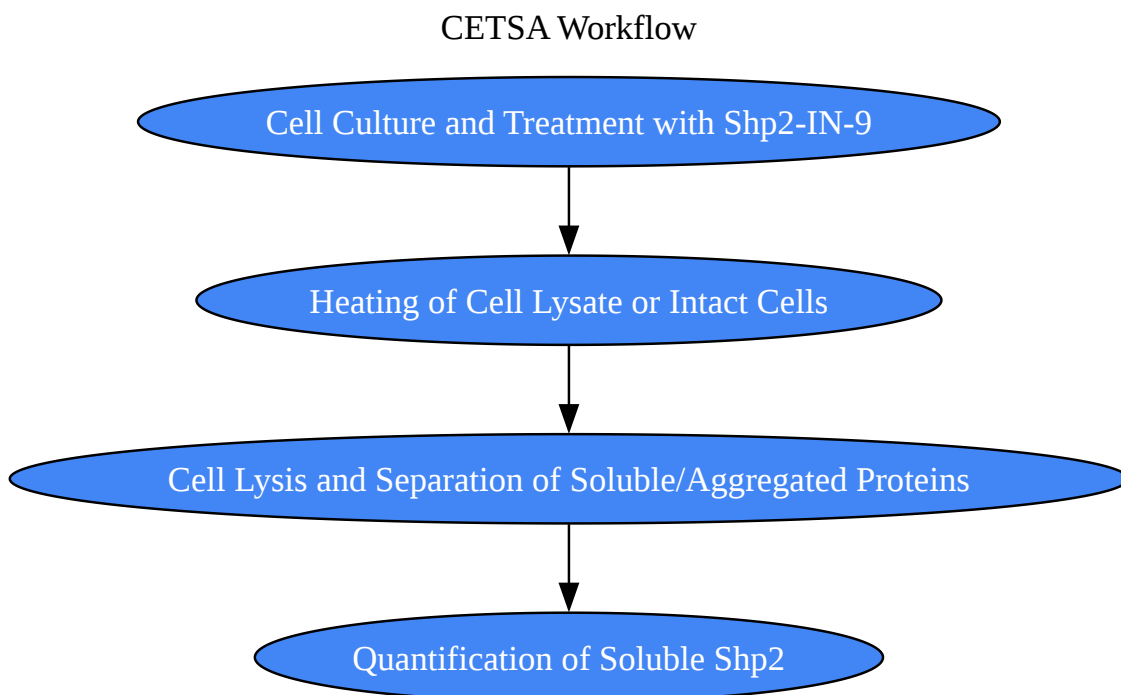 CETSA Workflow
Cell Culture and Treatment with Shp2-IN-9
Heating of Cell Lysate or Intact Cells
Cell Lysis and Separation of Soluble/Aggregated Proteins
Quantification of Soluble Shp2